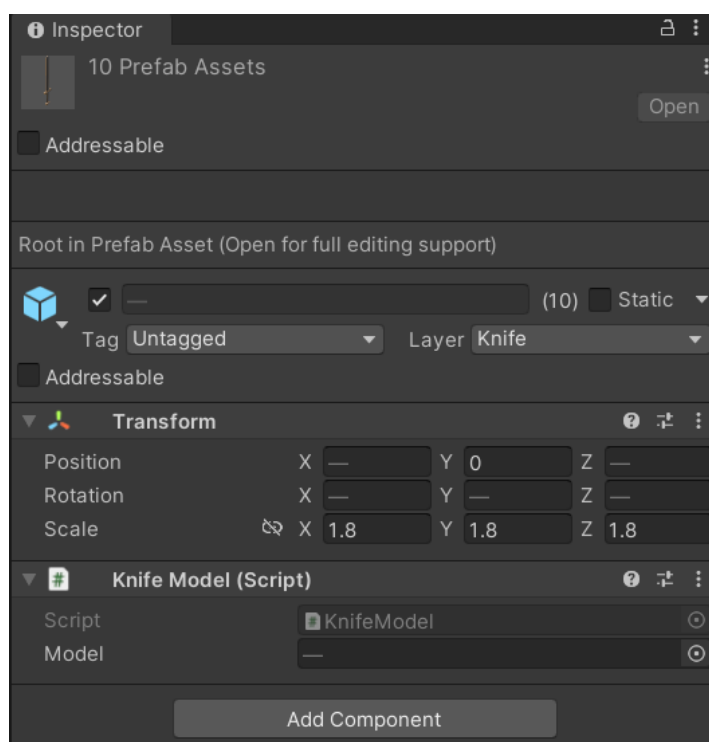 Inspector
10 Prefab Assets
Open
Addressable
Root in Prefab Asset (Open for full editing support)
— (10) Static
Tag Untagged Layer Knife
Addressable
Transform
Position X — Y 0 Z —
Rotation X — Y — Z —
Scale X 1.8 Y 1.8 Z 1.8
# Knife Model (Script)
Script # KnifeModel
Model —
Add Component